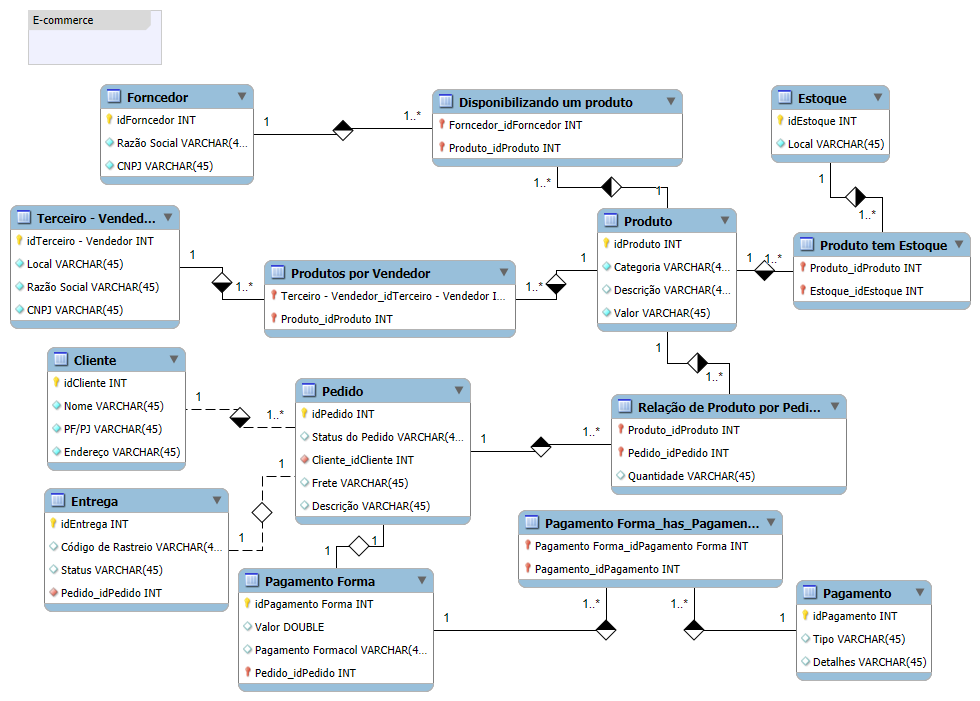 E-commerce
Forncedor
idForncedor INT
Razão Social VARCHAR(4...
CNPJ VARCHAR(45)
1
1..*
Disponibilizando um produto
Forncedor_idForncedor INT
Produto_idProduto INT
Estoque
idEstoque INT
Local VARCHAR(45)
1..*
1
1
1..*
Terceiro - Vended...
idTerceiro - Vendedor INT
Local VARCHAR(45)
Razão Social VARCHAR(45)
CNPJ VARCHAR(45)
1
1..*
Produtos por Vendedor
Terceiro - Vendedor_idTerceiro - Vendedor I...
Produto_idProduto INT
1..*
1
Produto
idProduto INT
Categoria VARCHAR(4...
Descrição VARCHAR(4...
Valor VARCHAR(45)
1
1..*
Produto tem Estoque
Produto_idProduto INT
Estoque_idEstoque INT
1
1..*
Cliente
idCliente INT
Nome VARCHAR(45)
PF/PJ VARCHAR(45)
Endereço VARCHAR(45)
1
1..*
Pedido
idPedido INT
Status do Pedido VARCHAR(4...
Cliente_idCliente INT
Frete VARCHAR(45)
Descrição VARCHAR(45)
1
1..*
Relação de Produto por Pedi...
Produto_idProduto INT
Pedido_idPedido INT
Quantidade VARCHAR(45)
1
1
Entrega
idEntrega INT
Código de Rastreio VARCHAR(4...
Status VARCHAR(45)
Pedido_idPedido INT
1
1
Pagamento Forma_has_Pagamen...
Pagamento Forma_idPagamento Forma INT
Pagamento_idPagamento INT
Pagamento Forma
idPagamento Forma INT
Valor DOUBLE
Pagamento Formacol VARCHAR(4...
Pedido_idPedido INT
1
1..*
1..*
1
Pagamento
idPagamento INT
Tipo VARCHAR(45)
Detalhes VARCHAR(45)